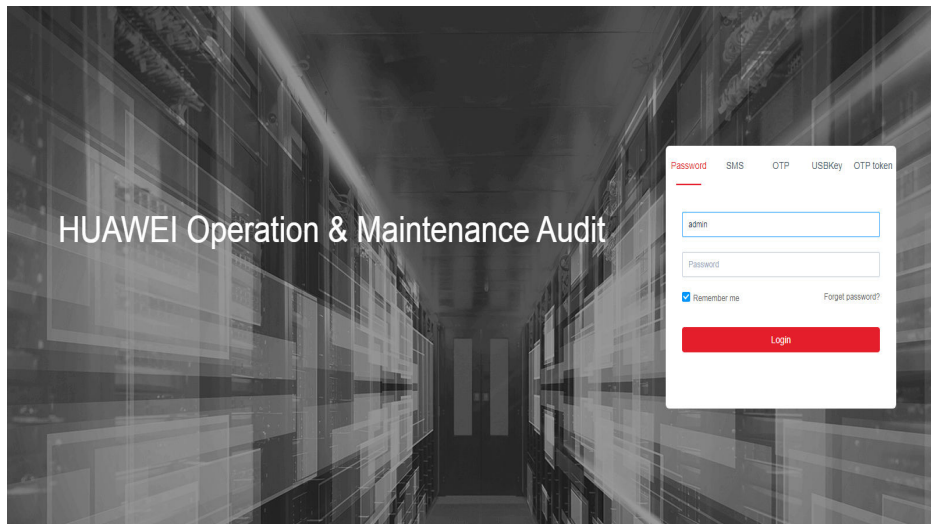 HUAWEI Operation & Maintenance Audit
Password SMS OTP USBKey OTP token
admin
Password
Remember me Forget password?
Login